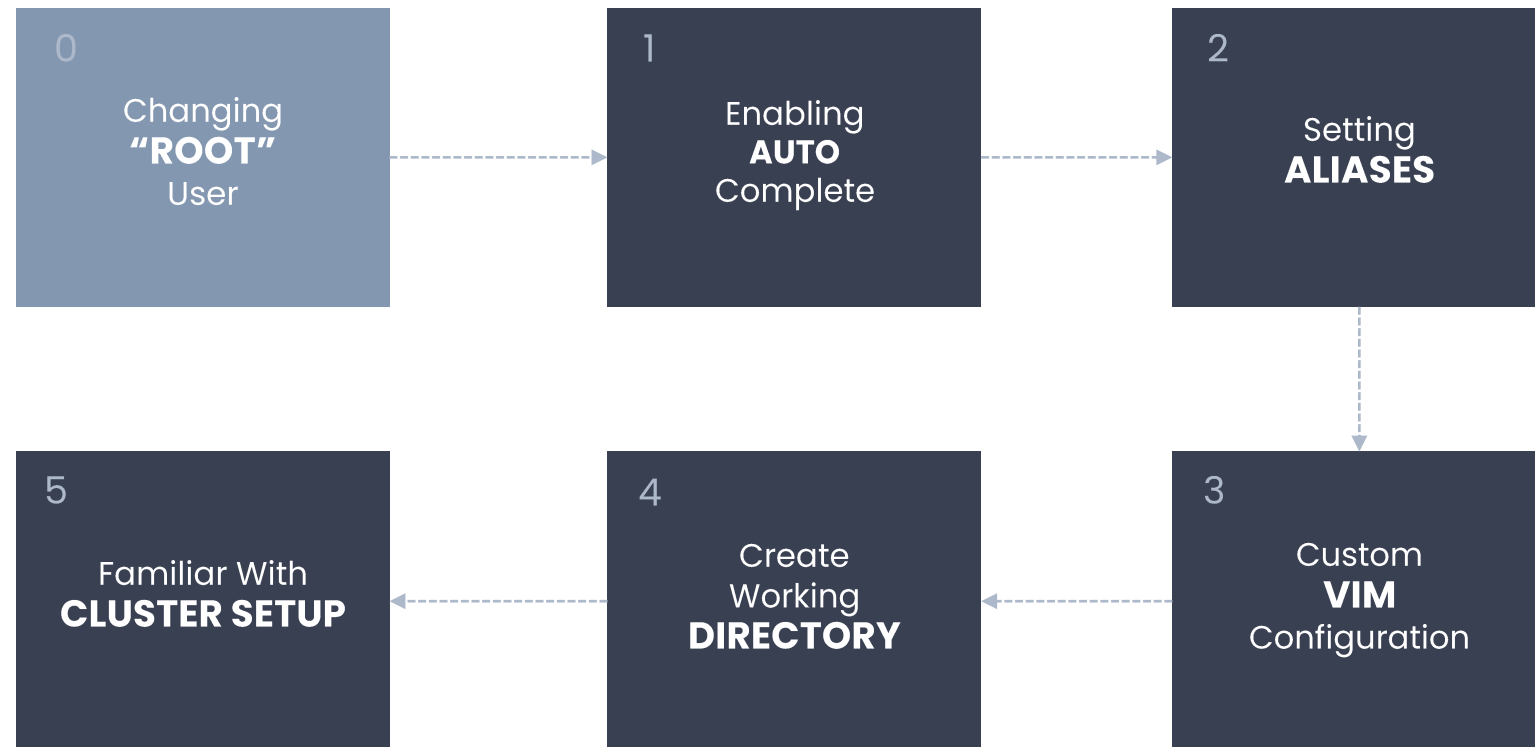 0
Changing
“ROOT”
User
1
Enabling
AUTO
Complete
2
Setting
ALIASES
3
Custom
VIM
Configuration
4
Create
Working
DIRECTORY
5
Familiar With
CLUSTER SETUP